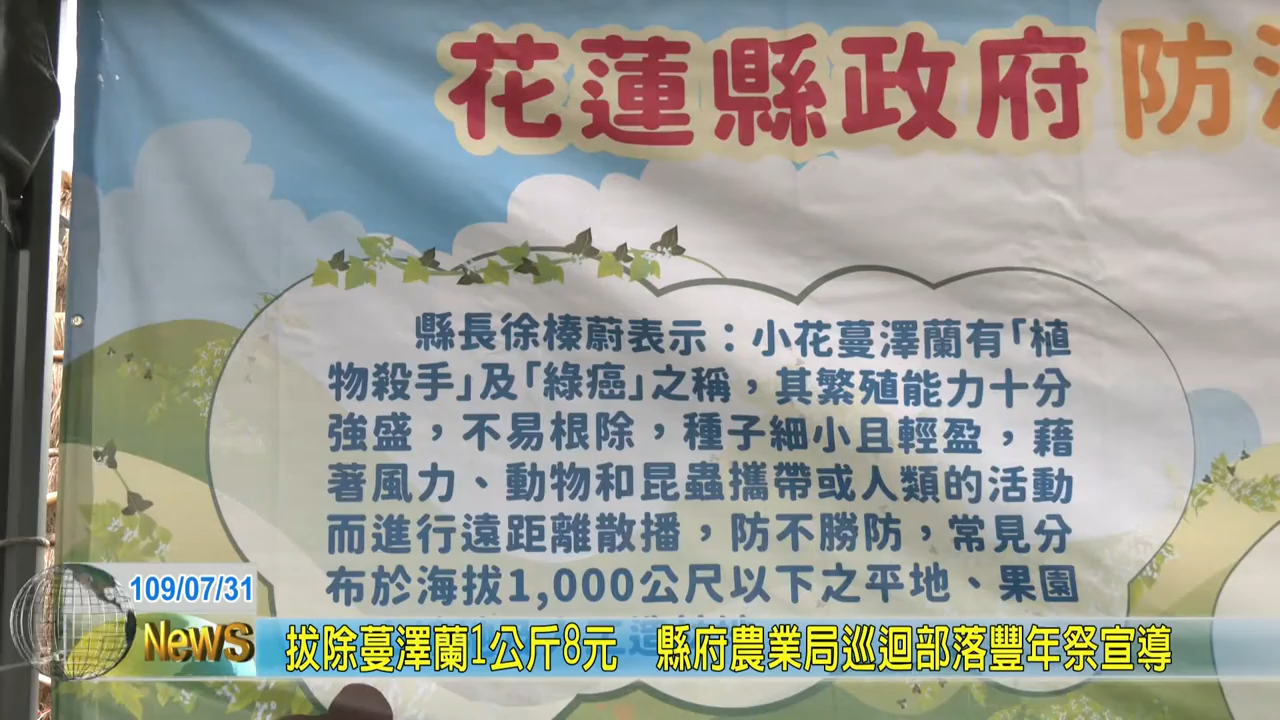 花蓮縣政府 防
縣長徐榛蔚表示：小花蔓澤蘭有「植
物殺手」及「綠癌」之稱，其繁殖能力十分
強盛，不易根除，種子細小且輕盈，藉
著風力、動物和昆蟲攜帶或人類的活動
而進行遠距離散播，防不勝防，常見分
布於海拔1,000公尺以下之平地、果園
109/07/31
NewS
拔除蔓澤蘭1公斤8元　縣府農業局巡迴部落豐年祭宣導